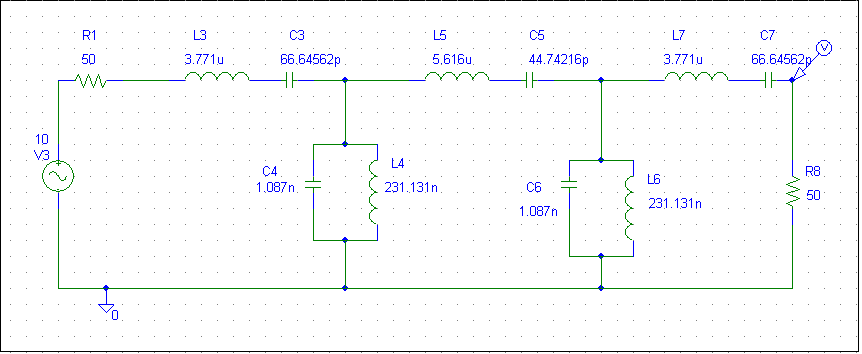 R1 L3 C3 L5 C5 L7 C7 V
50 3.771u 66.64562p 5.616u 44.74216p 3.771u 66.64562p
10
V3
C4 L4 C6 L6 R8
1.087n 231.131n 1.087n 231.131n 50
0